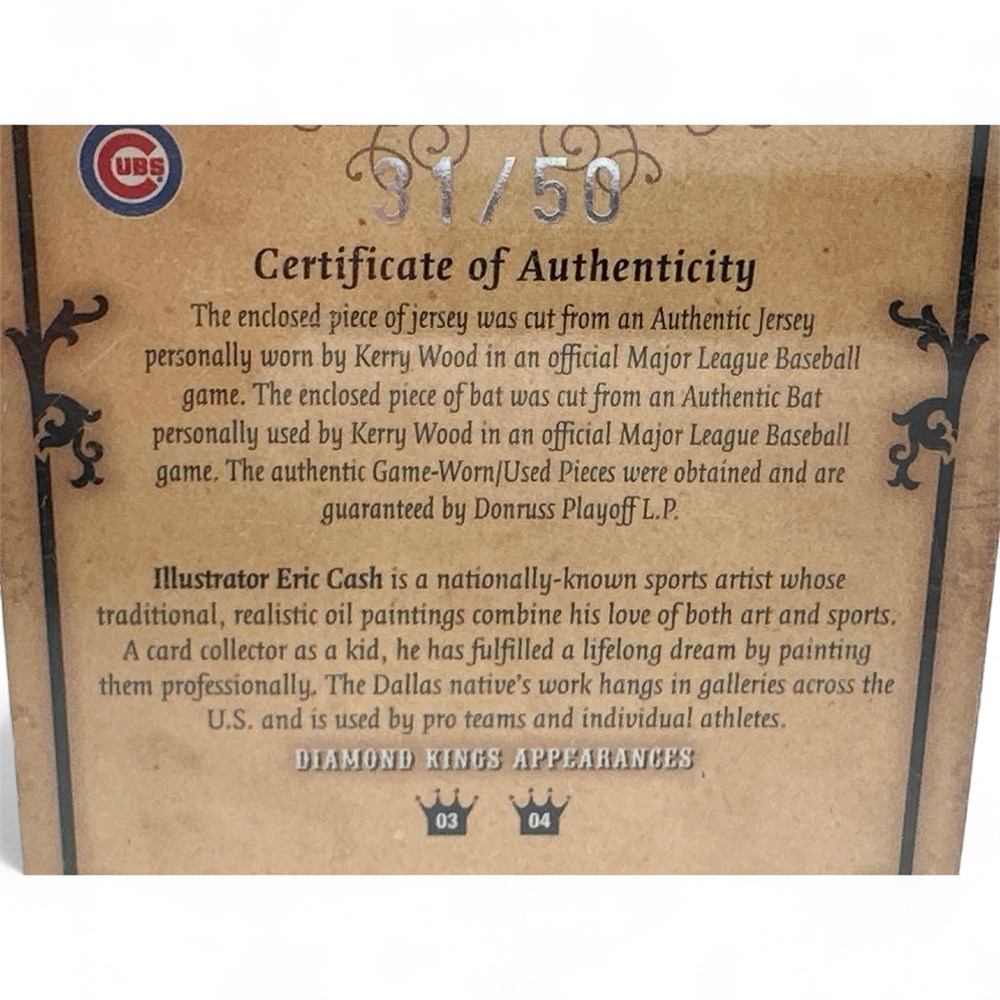 CUBS
31/50
Certificate of Authenticity
The enclosed piece of jersey was cut from an Authentic Jersey
personally worn by Kerry Wood in an official Major League Baseball
game. The enclosed piece of bat was cut from an Authentic Bat
personally used by Kerry Wood in an official Major League Baseball
game. The authentic Game-Worn/Used Pieces were obtained and are
guaranteed by Donruss Playoff L.P.
Illustrator Eric Cash is a nationally-known sports artist whose
traditional, realistic oil paintings combine his love of both art and sports.
A card collector as a kid, he has fulfilled a lifelong dream by painting
them professionally. The Dallas native's work hangs in galleries across the
U.S. and is used by pro teams and individual athletes.
DIAMOND KINGS APPEARANCES
03 04